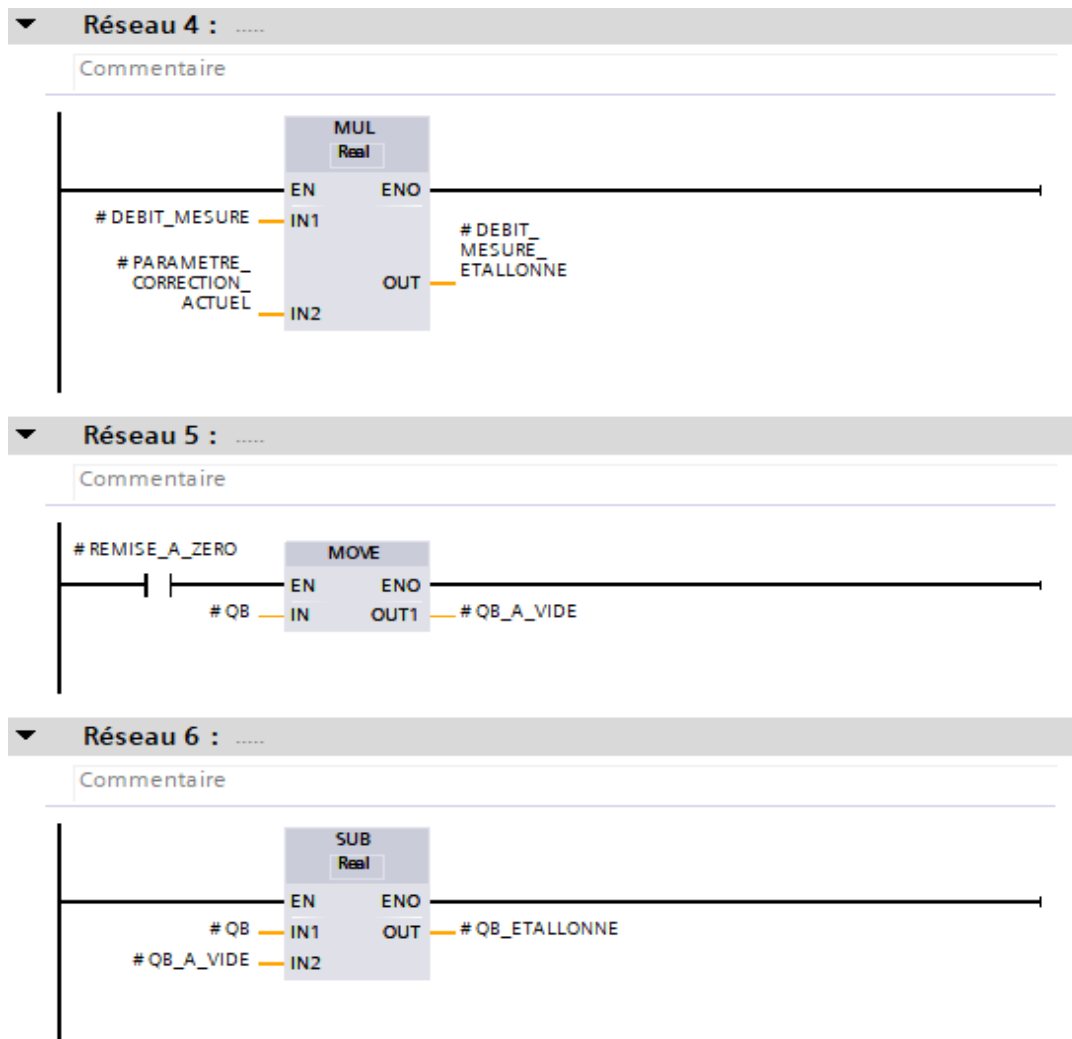 Réseau 4 : .....
Commentaire
MUL
Real
EN ENO
# DEBIT_MESURE IN1
# DEBIT_
MESURE_
ETALLONNE
# PARAMETRE_
CORRECTION_
ACTUEL
OUT
IN2
Réseau 5 : .....
Commentaire
# REMISE_A_ZERO
MOVE
EN ENO
# QB IN OUT1 # QB_A_VIDE
Réseau 6 : .....
Commentaire
SUB
Real
EN ENO
# QB IN1 OUT # QB_ETALLONNE
# QB_A_VIDE IN2